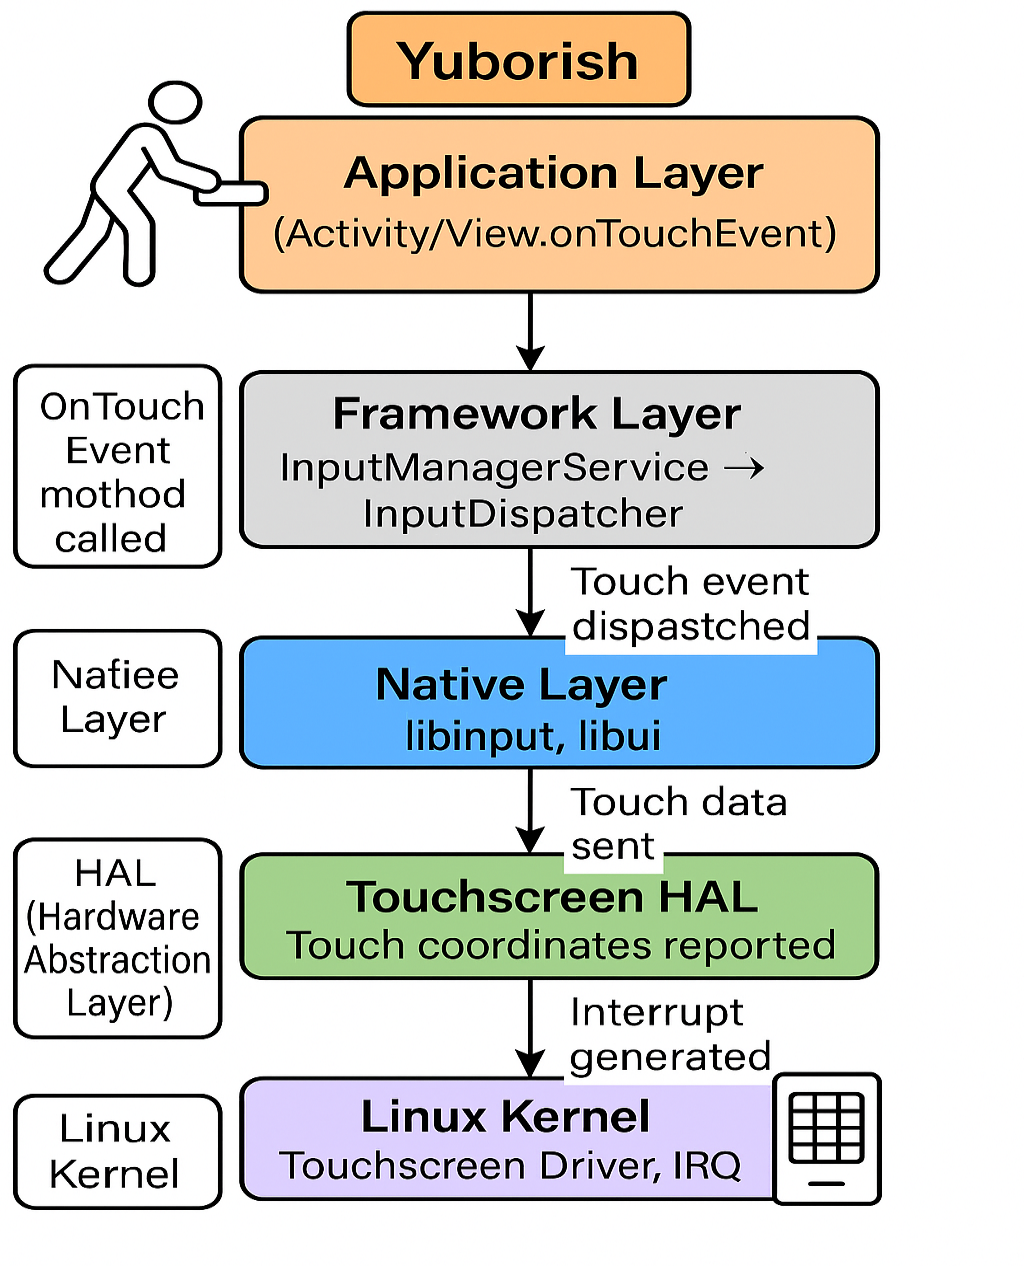 Yuborish
Application Layer
(Activity/View.onTouchEvent)
OnTouch
Event
mothod
called
Framework Layer
InputManagerService →
InputDispatcher
Touch event
dispastched
Nafiee
Layer
Native Layer
libinput, libui
Touch data
sent
HAL
(Hardware
Abstraction
Layer)
Touchscreen HAL
Touch coordinates reported
Interrupt
generated
Linux
Kernel
Linux Kernel
Touchscreen Driver, IRQ